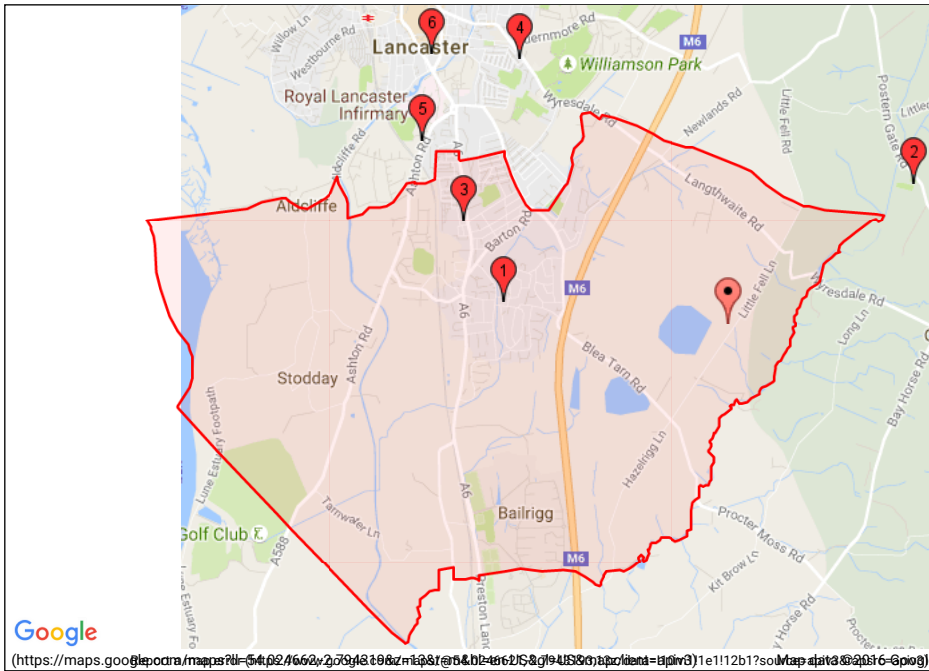 6
4
Willow Ln
Westbourne Rd
Lancaster
M6
Williamson Park
Postern Gate Rd
Royal Lancaster
Infirmary
5
Wyresdale Rd
Newlands Rd
Little Fell Rd
2
Aldcliffe Rd
Ashton Rd
3
Langthwaite Rd
Aldcliffe
Barton Rd
1
M6
Little Fell Ln
Wyresdale Rd
Long Ln
A6
Ashton Rd
Blea Tarn Rd
Stodday
Bay Horse Rd
Lune Estuary Footpath
Hazelrigg Ln
A6
Bailrigg
Tarnwater Ln
Golf Club
Procter Moss Rd
A588
M6
Kit Brow Ln
Google